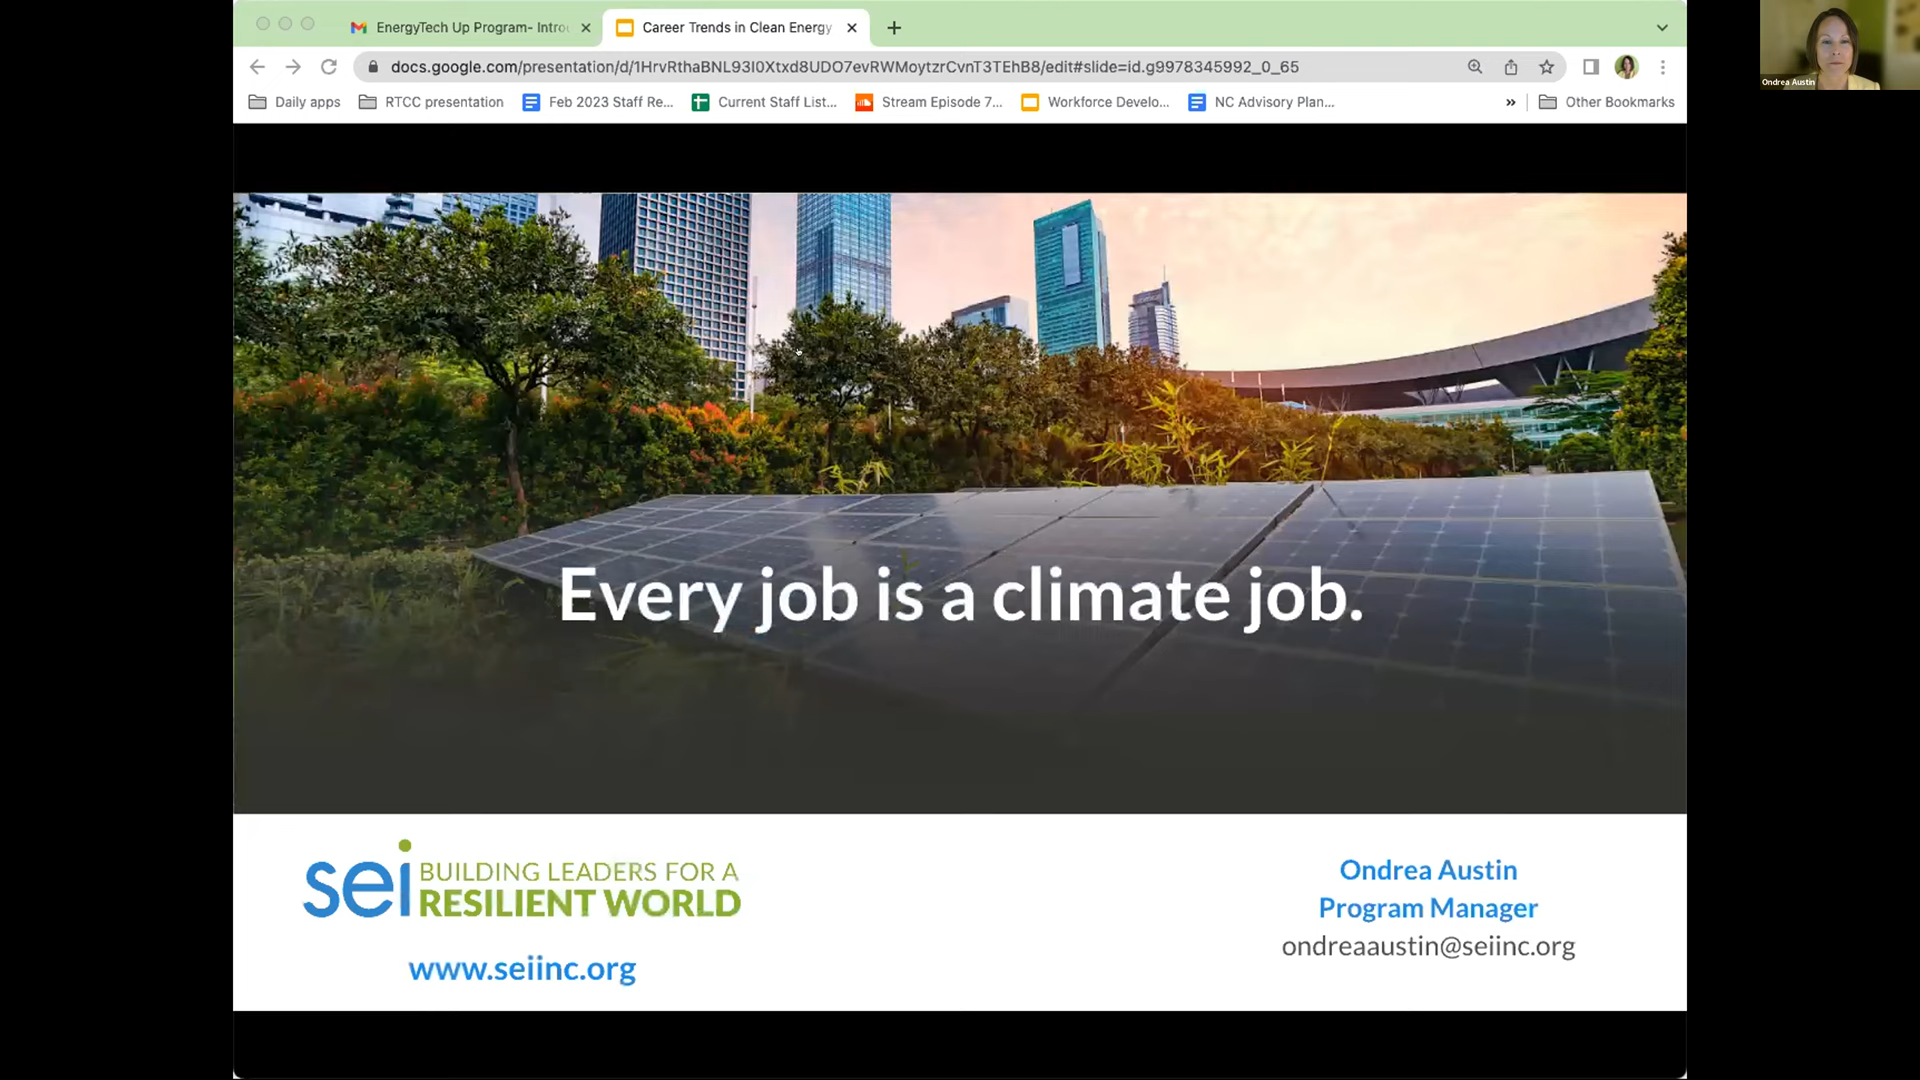 EnergyTech Up Program- Intro
Career Trends in Clean Energy
docs.google.com/presentation/d/1HrvRthaBNL93I0Xtxd8UDO7evRWMoytzrCvnT3TEhB8/edit#slide=id.g9978345992_0_65
Daily apps
RTCC presentation
Feb 2023 Staff Re...
Current Staff List...
Stream Episode 7...
Workforce Develo...
NC Advisory Plan...
»
Other Bookmarks
Ondrea Austin
Every job is a climate job.
sei
BUILDING LEADERS FOR A
RESILIENT WORLD
www.seiinc.org
Ondrea Austin
Program Manager
ondreaaustin@seiinc.org